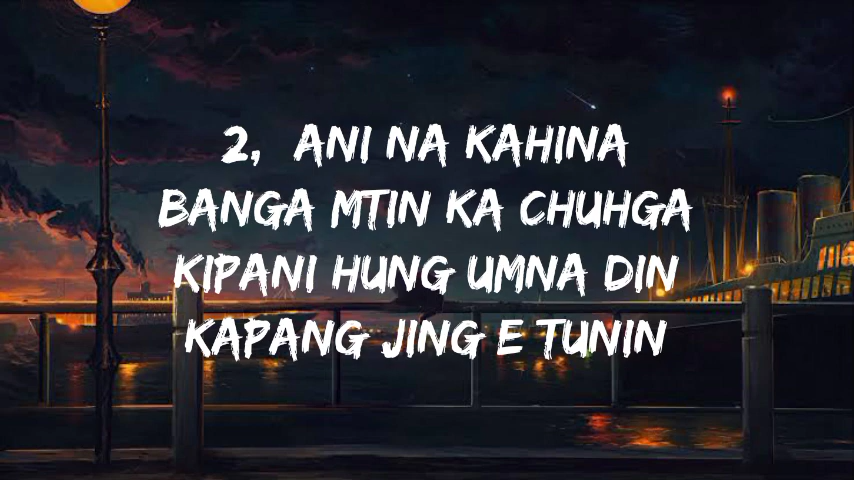 2, ANI NA KAHINA
BANGA MTIN KA CHUHGA
KIPANI HUNG UMNA DIN
KAPANG JING E TUNIN